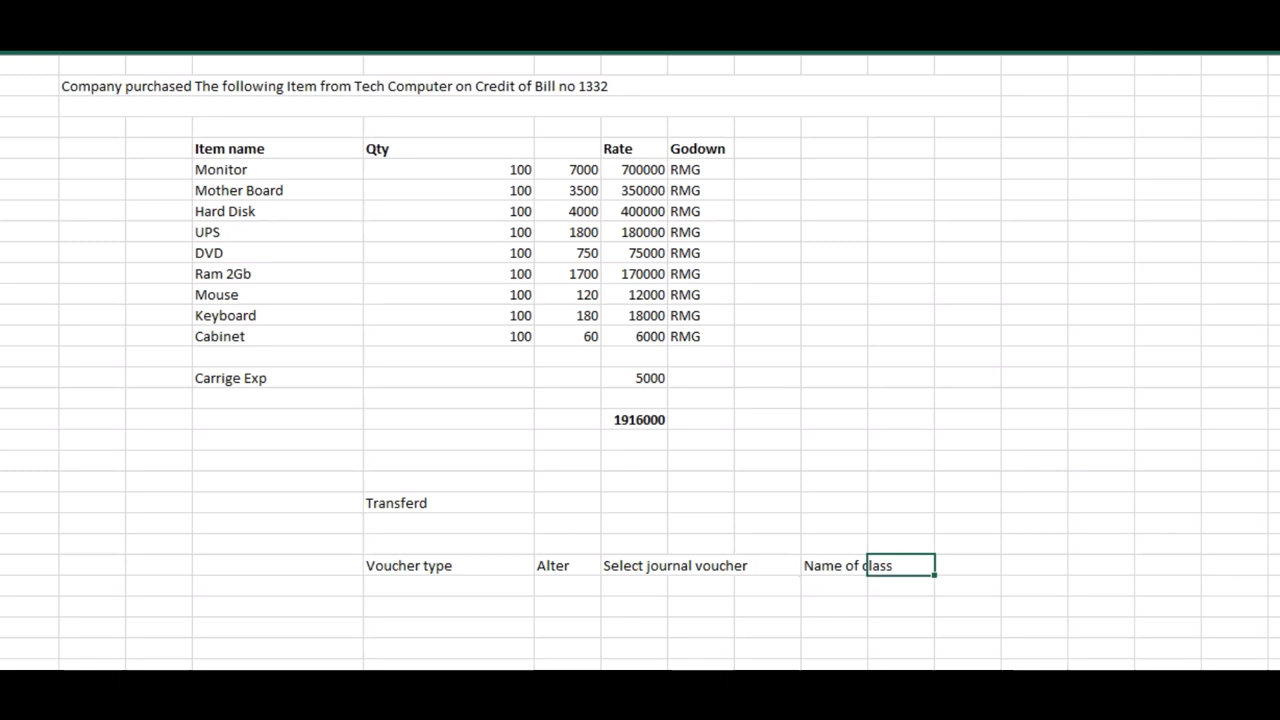 Company purchased The following Item from Tech Computer on Credit of Bill no 1332
Item name Qty Rate Godown
Monitor 100 7000 700000 RMG
Mother Board 100 3500 350000 RMG
Hard Disk 100 4000 400000 RMG
UPS 100 1800 180000 RMG
DVD 100 750 75000 RMG
Ram 2Gb 100 1700 170000 RMG
Mouse 100 120 12000 RMG
Keyboard 100 180 18000 RMG
Cabinet 100 60 6000 RMG
Carrige Exp 5000
1916000
Transferd
Voucher type Alter Select journal voucher Name of class